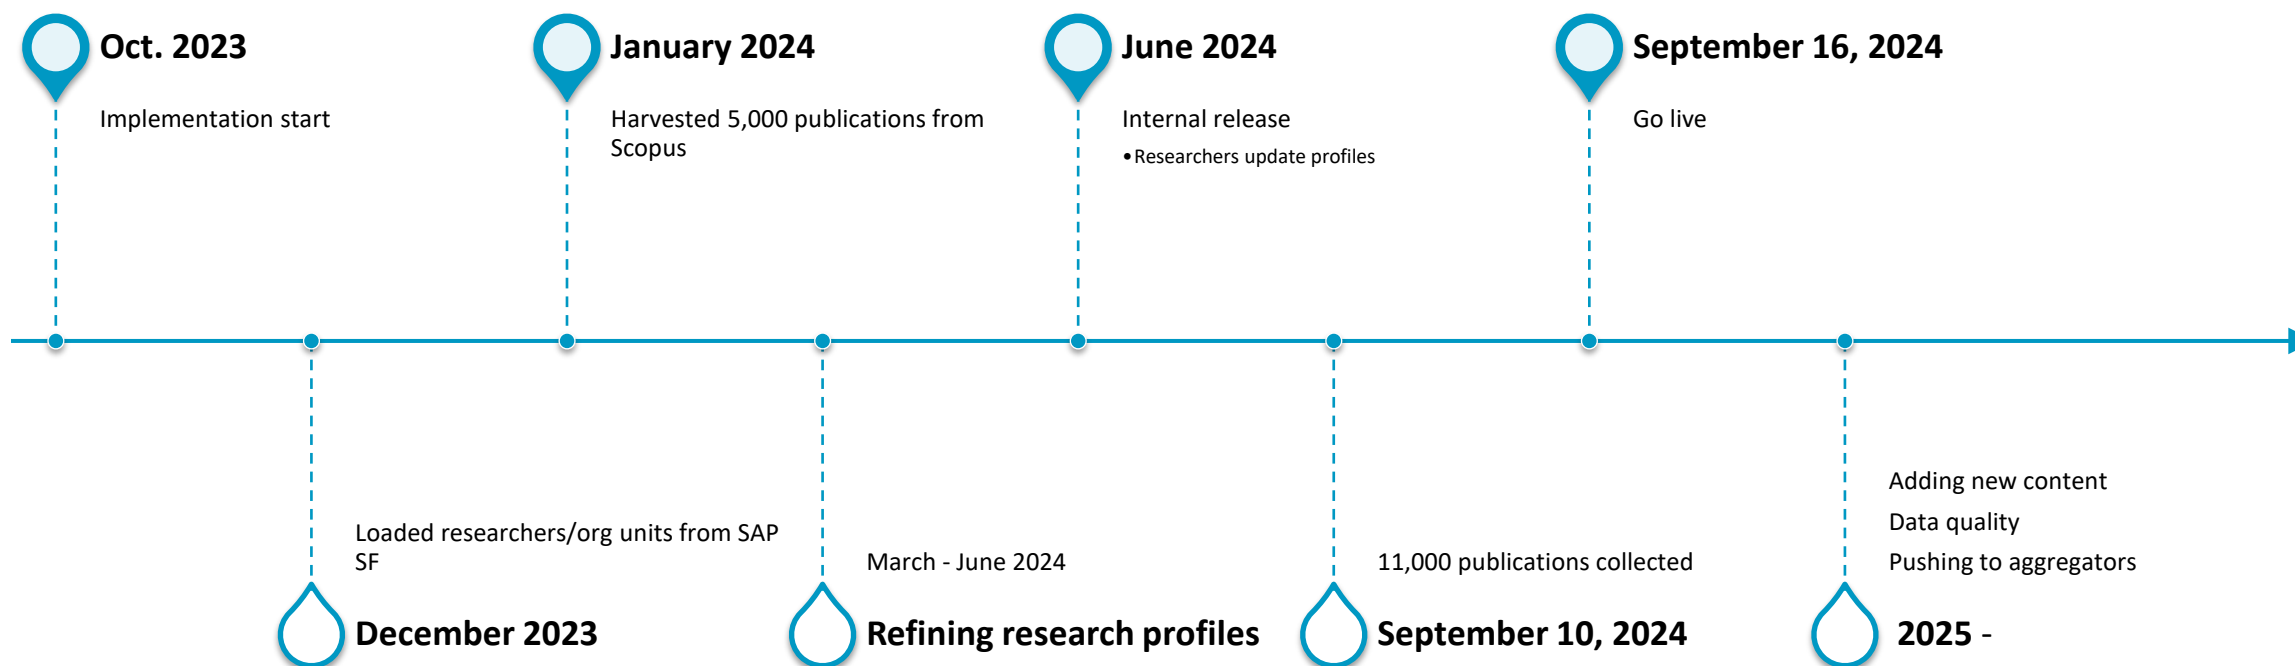 Oct. 2023
Implementation start
January 2024
Harvested 5,000 publications from
Scopus
June 2024
Internal release
•Researchers update profiles
September 16, 2024
Go live
Loaded researchers/org units from SAP
SF
December 2023
March - June 2024
Refining research profiles
11,000 publications collected
September 10, 2024
Adding new content
Data quality
Pushing to aggregators
2025 -